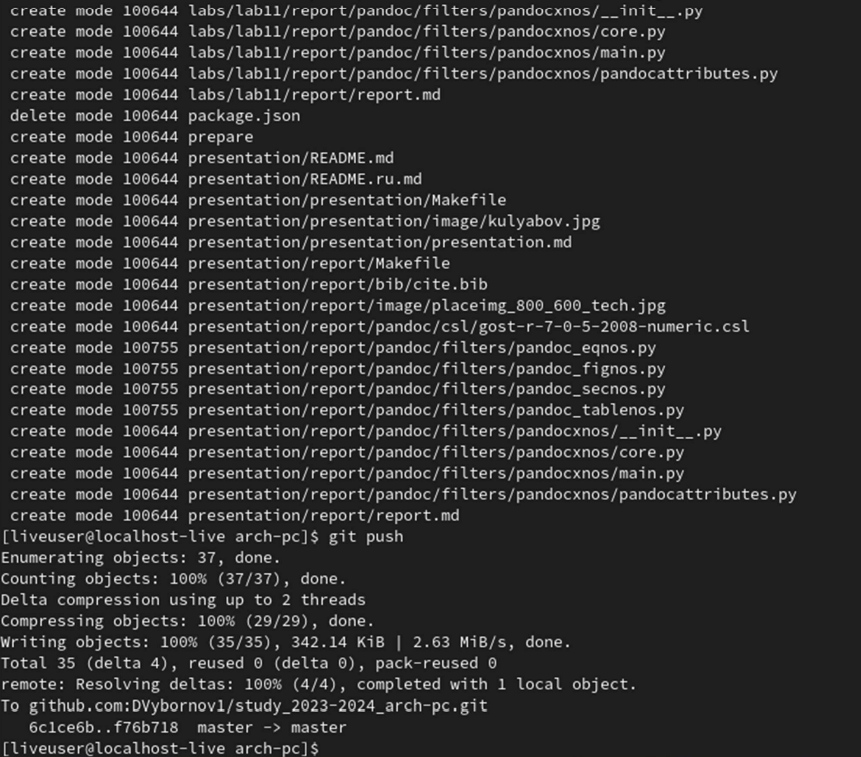 create mode 100644 labs/lab11/report/pandoc/filters/pandocxnos/__init__.py
create mode 100644 labs/lab11/report/pandoc/filters/pandocxnos/core.py
create mode 100644 labs/lab11/report/pandoc/filters/pandocxnos/main.py
create mode 100644 labs/lab11/report/pandoc/filters/pandocxnos/pandocattributes.py
create mode 100644 labs/lab11/report/report.md
delete mode 100644 package.json
create mode 100644 prepare
create mode 100644 presentation/README.md
create mode 100644 presentation/README.ru.md
create mode 100644 presentation/presentation/Makefile
create mode 100644 presentation/presentation/image/kulyabov.jpg
create mode 100644 presentation/presentation/presentation.md
create mode 100644 presentation/report/Makefile
create mode 100644 presentation/report/bib/cite.bib
create mode 100644 presentation/report/image/placeimg_800_600_tech.jpg
create mode 100644 presentation/report/pandoc/csl/gost-r-7-0-5-2008-numeric.csl
create mode 100755 presentation/report/pandoc/filters/pandoc_eqnos.py
create mode 100755 presentation/report/pandoc/filters/pandoc_fignos.py
create mode 100755 presentation/report/pandoc/filters/pandoc_secnos.py
create mode 100755 presentation/report/pandoc/filters/pandoc_tablenos.py
create mode 100644 presentation/report/pandoc/filters/pandocxnos/__init__.py
create mode 100644 presentation/report/pandoc/filters/pandocxnos/core.py
create mode 100644 presentation/report/pandoc/filters/pandocxnos/main.py
create mode 100644 presentation/report/pandoc/filters/pandocxnos/pandocattributes.py
create mode 100644 presentation/report/report.md
[liveuser@localhost-live arch-pc]$ git push
Enumerating objects: 37, done.
Counting objects: 100% (37/37), done.
Delta compression using up to 2 threads
Compressing objects: 100% (29/29), done.
Writing objects: 100% (35/35), 342.14 KiB | 2.63 MiB/s, done.
Total 35 (delta 4), reused 0 (delta 0), pack-reused 0
remote: Resolving deltas: 100% (4/4), completed with 1 local object.
To github.com:DVybornov1/study_2023-2024_arch-pc.git
6c1ce6b..f76b718  master -> master
[liveuser@localhost-live arch-pc]$